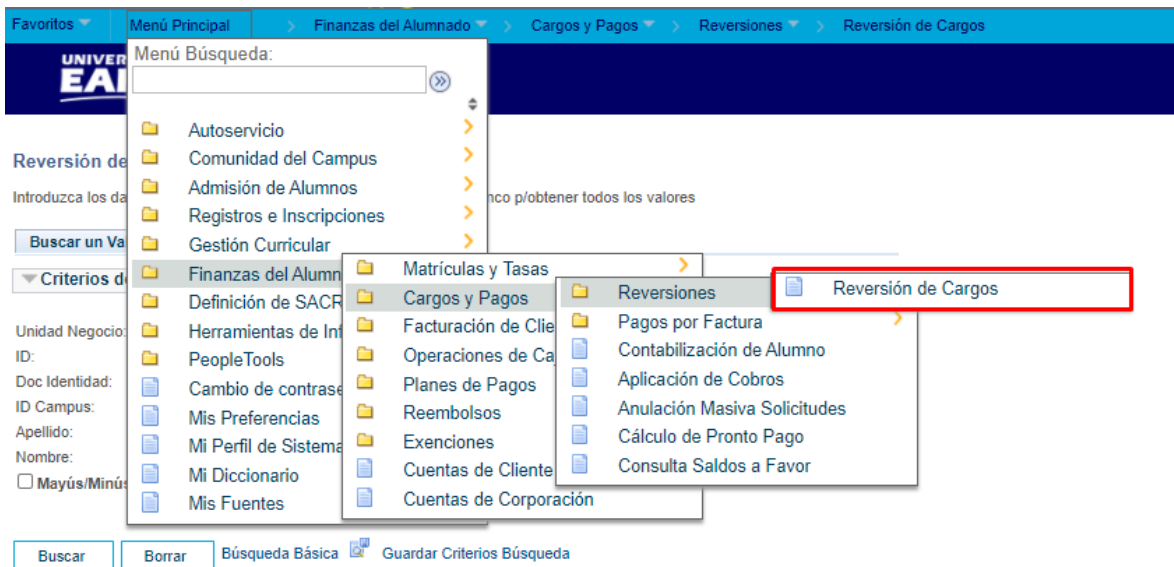 Favoritos Menú Principal > Finanzas del Alumnado > Cargos y Pagos > Reversiones > Reversión de Cargos
UNIVER
EA
Menú Búsqueda:
Autoservicio
Comunidad del Campus
Admisión de Alumnos
Registros e Inscripciones
Gestión Curricular
Finanzas del Alumn
Definición de SACR
Herramientas de Inf
PeopleTools
Cambio de contrase
Mis Preferencias
Mi Perfil de Sistema
Mi Diccionario
Mis Fuentes
Matrículas y Tasas
Cargos y Pagos
Facturación de Clie
Operaciones de Ca
Planes de Pagos
Reembolsos
Exenciones
Cuentas de Cliente
Cuentas de Corporación
Reversiones
Pagos por Factura
Contabilización de Alumno
Aplicación de Cobros
Anulación Masiva Solicitudes
Cálculo de Pronto Pago
Consulta Saldos a Favor
Reversión de Cargos
Reversión de
Introduzca los da nco p/obtener todos los valores
Buscar un Va
Criterios d
Unidad Negocio:
ID:
Doc Identidad:
ID Campus:
Apellido:
Nombre:
Mayús/Minús
Buscar Borrar Búsqueda Básica Guardar Criterios Búsqueda